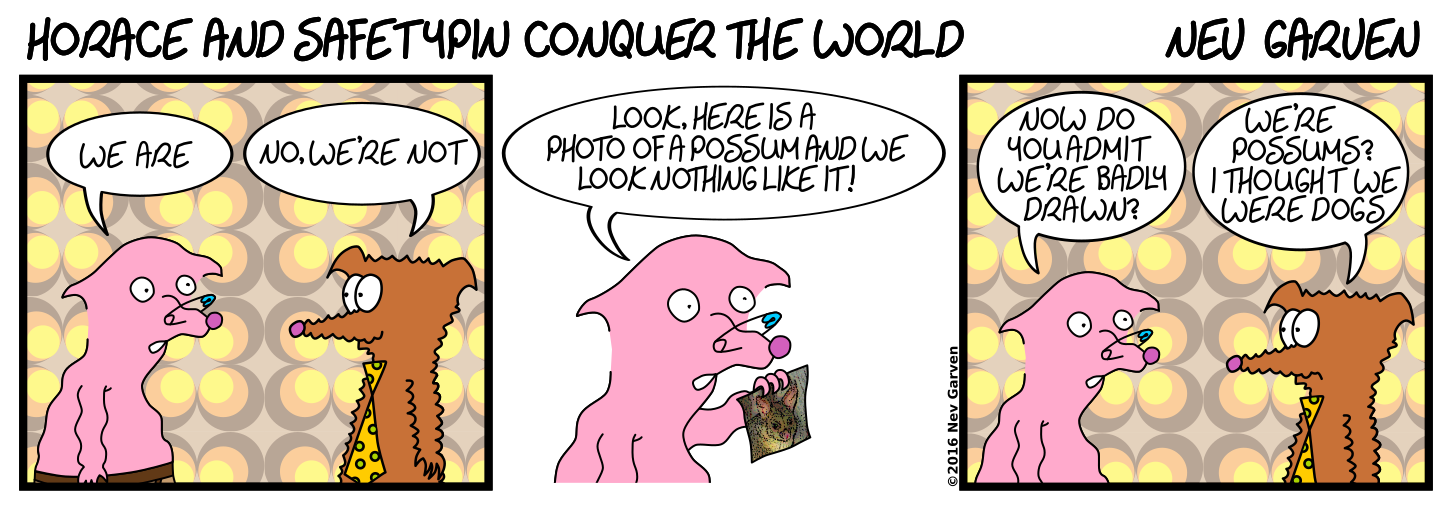 HORACE AND SAFETYPIN CONQUER THE WORLD
NEV GARVEN
WE ARE
NO, WE'RE NOT
LOOK, HERE IS A
PHOTO OF A POSSUM AND WE
LOOK NOTHING LIKE IT!
NOW DO
YOU ADMIT
WE'RE BADLY
DRAWN?
WE'RE
POSSUMS?
I THOUGHT WE
WERE DOGS
©2016 Nev Garven